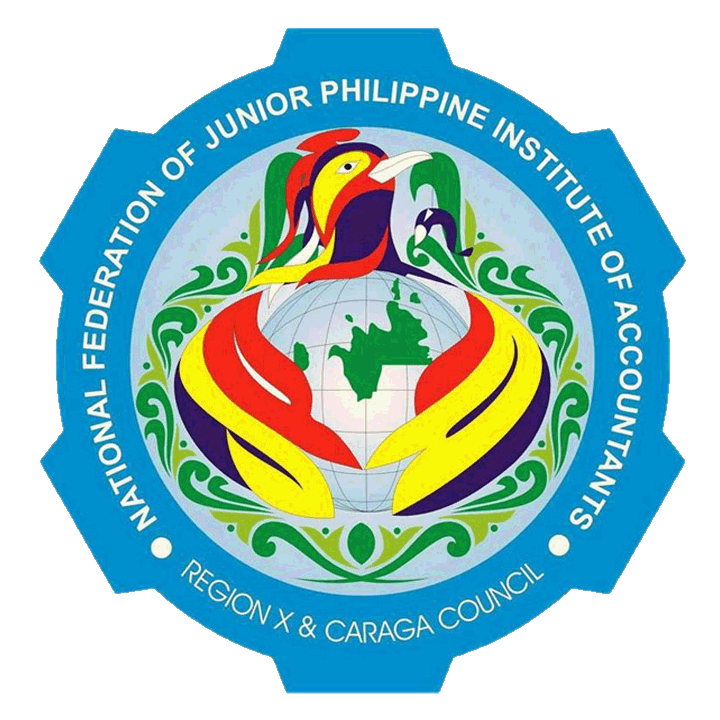 NATIONAL FEDERATION OF JUNIOR PHILIPPINE INSTITUTE OF ACCOUNTANTS
REGION X & CARAGA COUNCIL